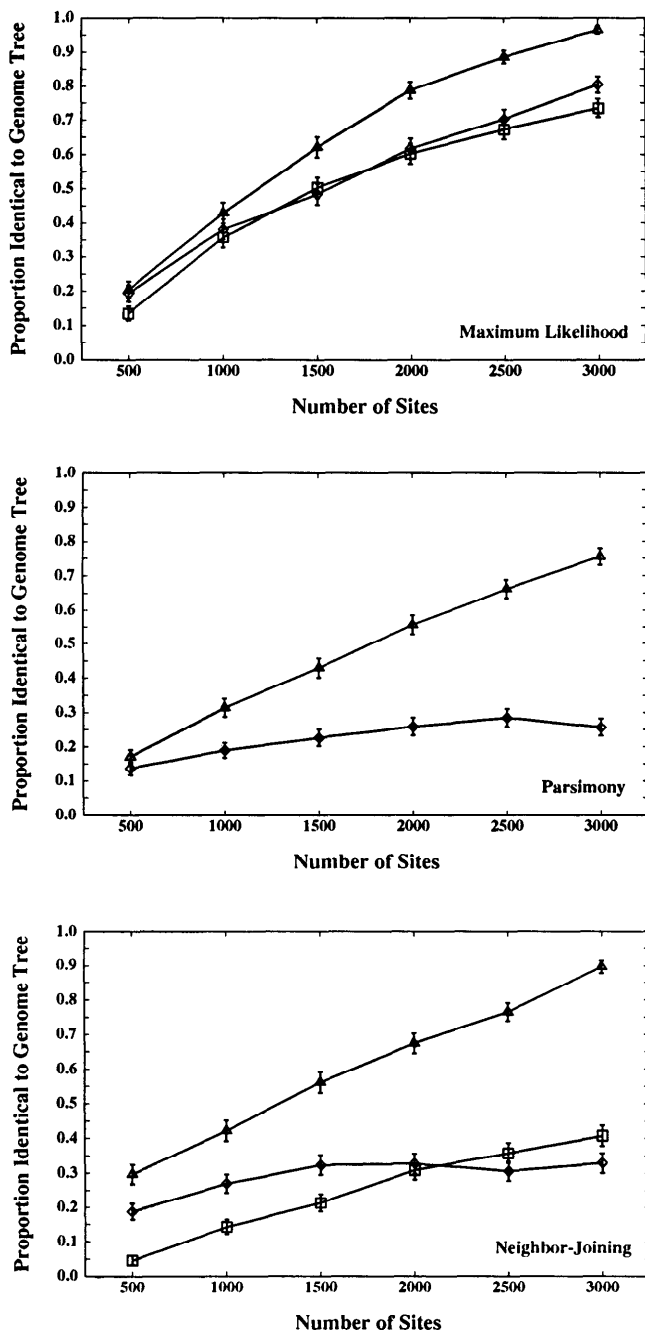 Proportion Identical to Genome Tree
1.0
0.9
0.8
0.7
0.6
0.5
0.4
0.3
0.2
0.1
0.0
Maximum Likelihood
500 1000 1500 2000 2500 3000
Number of Sites
Proportion Identical to Genome Tree
1.0
0.9
0.8
0.7
0.6
0.5
0.4
0.3
0.2
0.1
0.0
Parsimony
500 1000 1500 2000 2500 3000
Number of Sites
Proportion Identical to Genome Tree
1.0
0.9
0.8
0.7
0.6
0.5
0.4
0.3
0.2
0.1
0.0
Neighbor-Joining
500 1000 1500 2000 2500 3000
Number of Sites